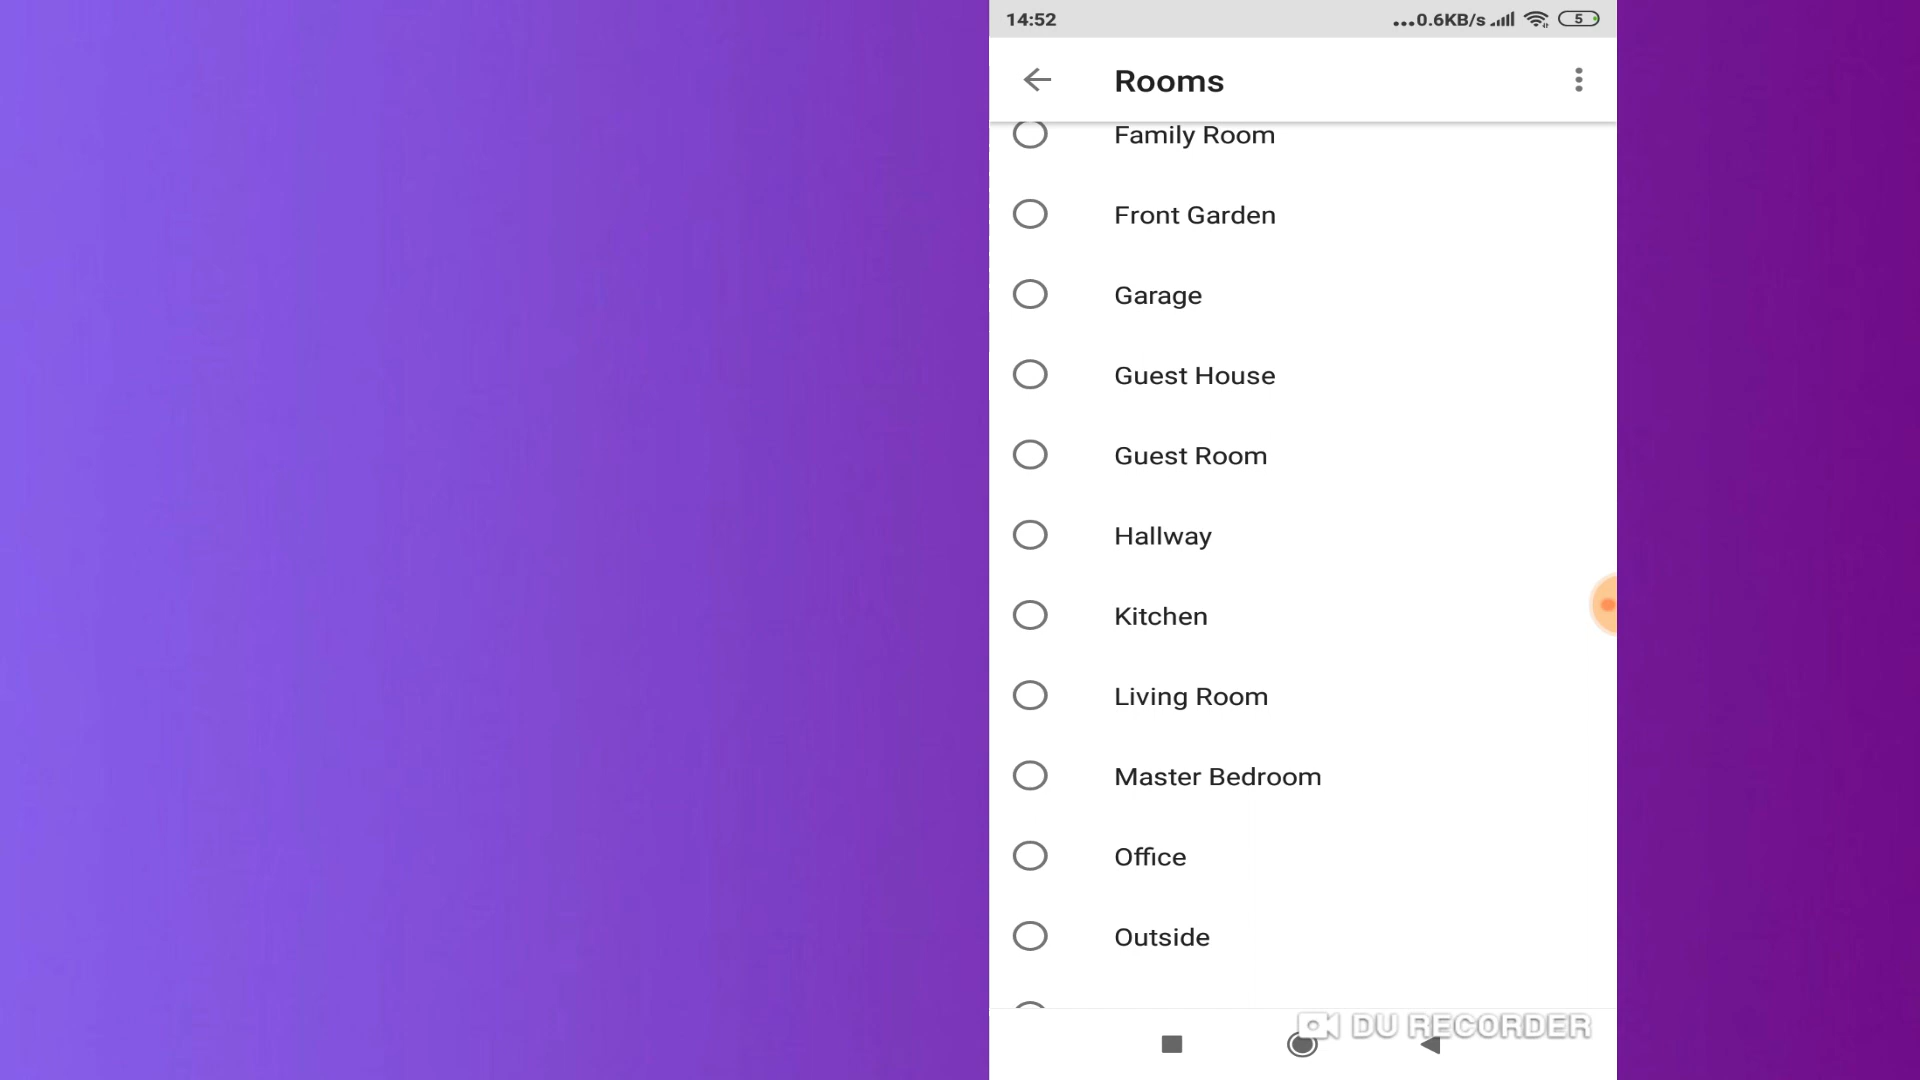 14:52
...0.6KB/s
5
Rooms
Family Room
Front Garden
Garage
Guest House
Guest Room
Hallway
Kitchen
Living Room
Master Bedroom
Office
Outside
DU RECORDER